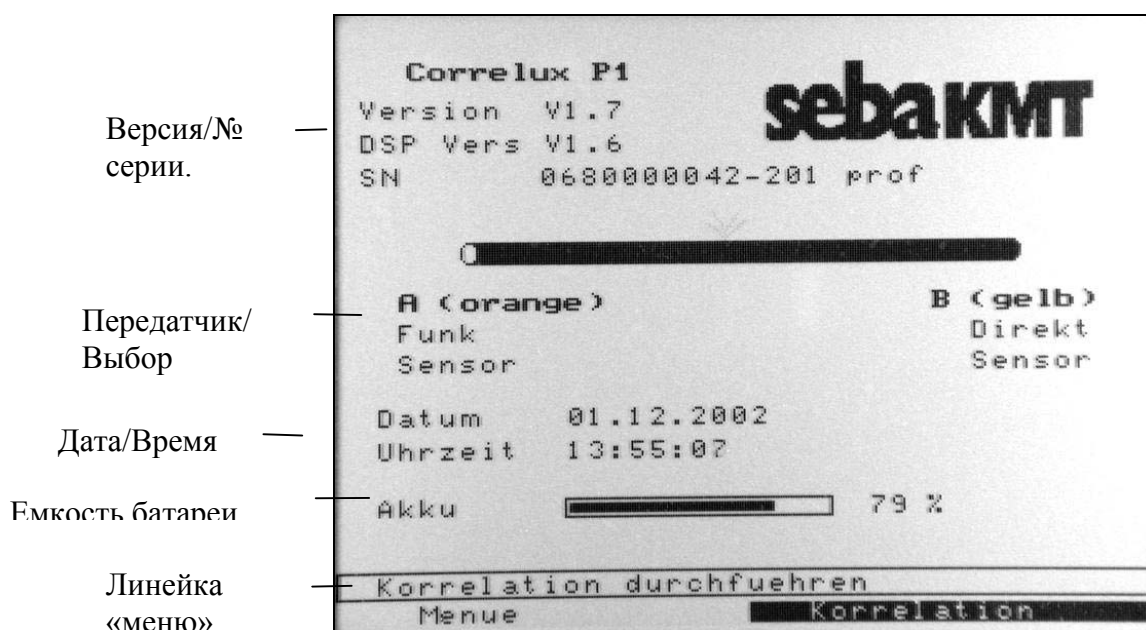 Correlux P1
sebaKMT
Version V1.7
DSP Vers V1.6
SN 0680000042-201 prof
Версия/№
серии.
A (orange) B (gelb)
Funk Direkt
Sensor Sensor
Передатчик/
Выбор
Datum 01.12.2002
Uhrzeit 13:55:07
Дата/Время
Akku 79 %
Емкость батареи
Korrelation durchfuehren
Menue Korrelation
Линейка
«меню»